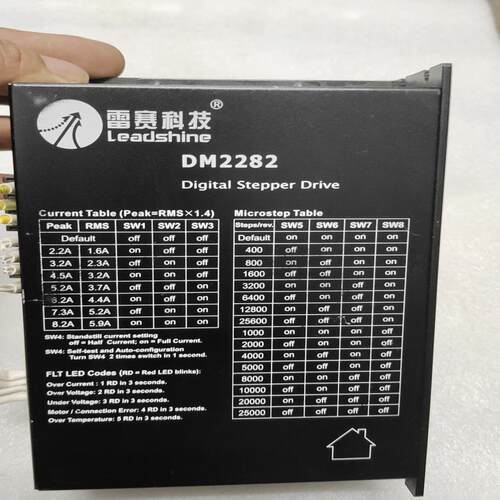 雷赛科技®
Leadshine
DM2282
Digital Stepper Drive
Current Table (Peak=RMS×1.4)
Peak RMS SW1 SW2 SW3
Default off off off
2.2A 1.6A on off off
3.2A 2.3A off on off
4.5A 3.2A on on off
5.2A 3.7A off off on
6.2A 4.4A on off on
7.3A 5.2A off on on
8.2A 5.9A on on on
SW4: Standstill current setting
off = Half Current; on = Full Current.
SW4: Self-test and Auto-configuration
Turn SW4 2 times switch in 1 second.
FLT LED Codes (RD = Red LED blinks):
Over Current : 1 RD in 3 seconds.
Over Voltage: 2 RD in 3 seconds.
Under Voltage: 3 RD in 3 seconds.
Motor / Connection Error: 4 RD in 3 seconds.
Over Temperature: 5 RD in 3 seconds.
Microstep Table
Steps/rev. SW5 SW6 SW7 SW8
Default on on on on
400 off on on on
800 on off on on
1600 off off on on
3200 on on off on
6400 off on off on
12800 on off off on
25600 off off off on
1000 on on on off
2000 off on on off
4000 on off on off
5000 off off on off
8000 on on off off
10000 off on off off
20000 on off off off
25000 off off off off